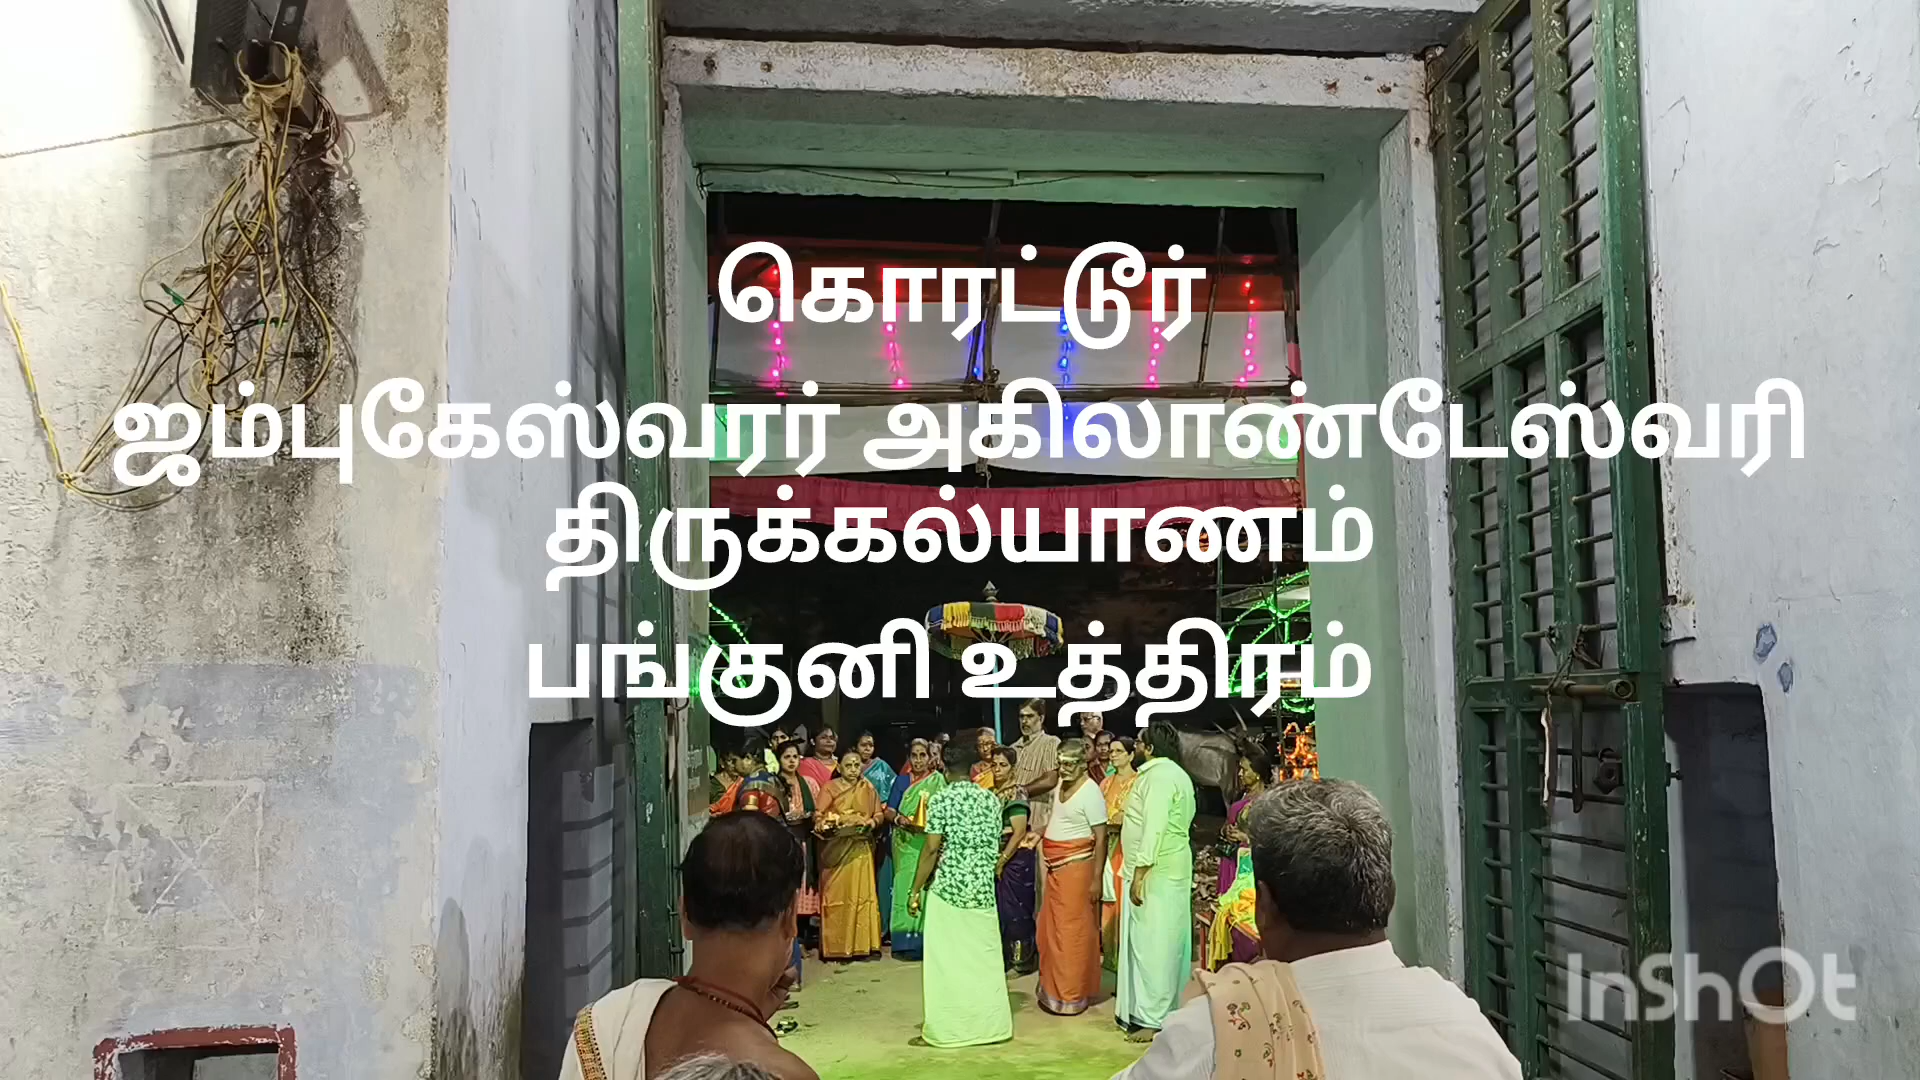 கொரட்டூர்
ஜம்புகேஸ்வரர் அகிலாண்டேஸ்வரி
திருக்கல்யாணம்
பங்குனி உத்திரம்
InShOt